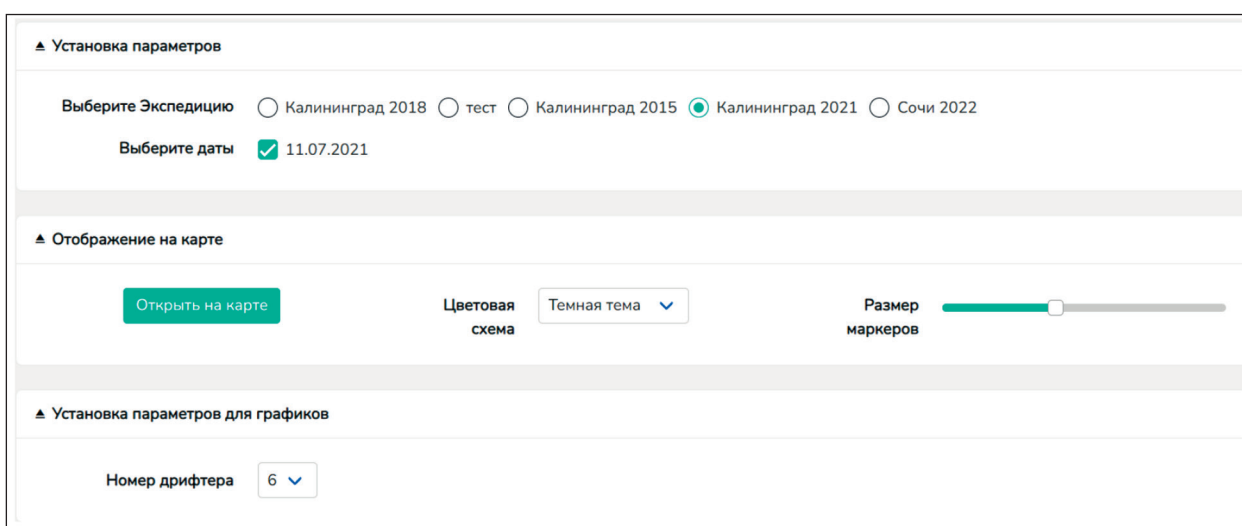 Установка параметров
Выберите Экспедицию Калининград 2018 тест Калининград 2015 Калининград 2021 Сочи 2022
Выберите даты 11.07.2021
Отображение на карте
Открыть на карте Цветовая схема Темная тема Размер маркеров
Установка параметров для графиков
Номер дрифтера 6